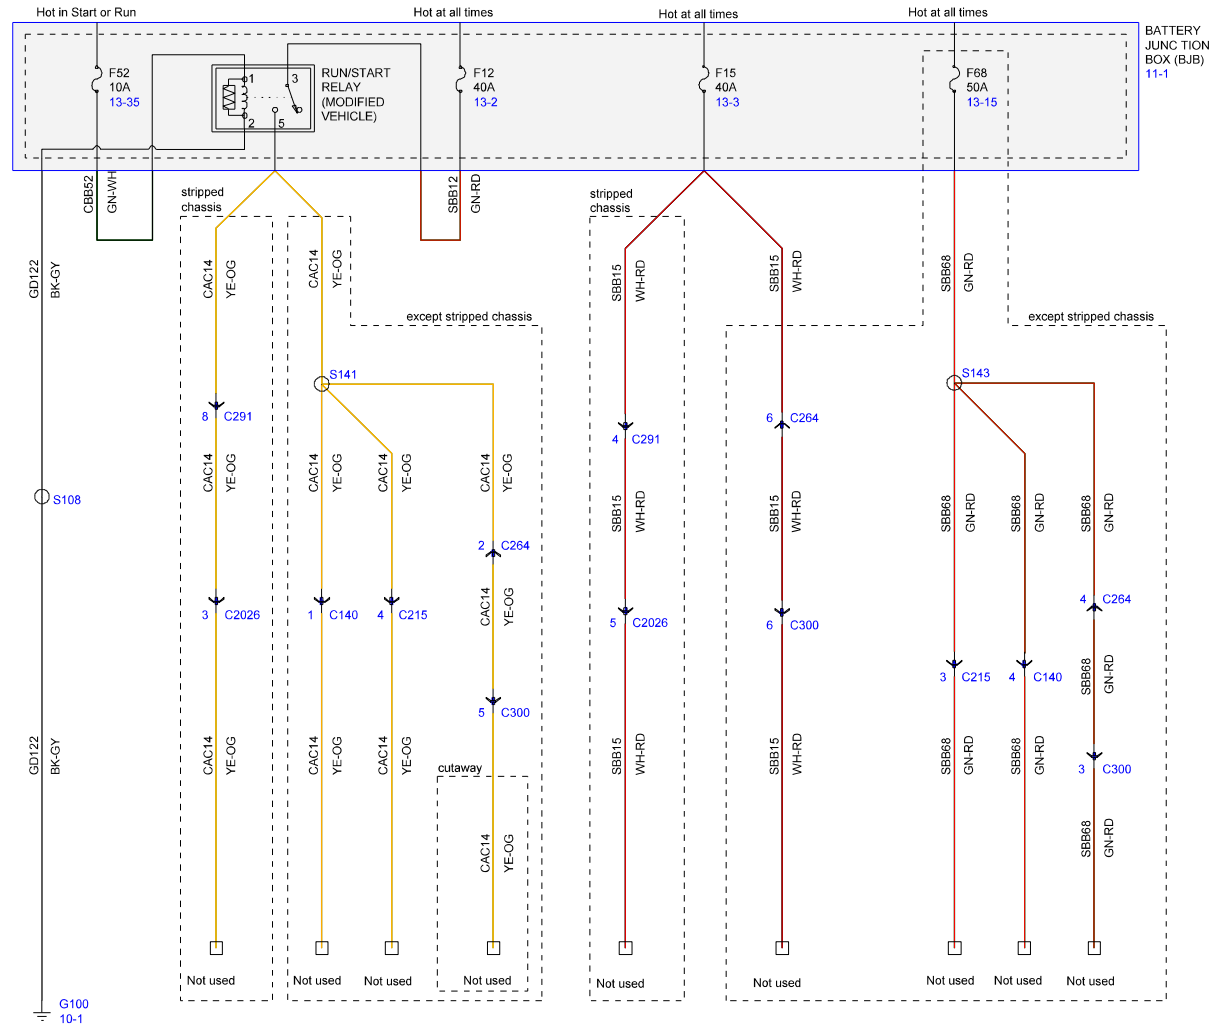 Hot in Start or Run
Hot at all times
Hot at all times
Hot at all times
BATTERY
JUNC TION
BOX (BJB)
11-1
F52
10A
13-35
1
3
2
5
RUN/START
RELAY
(MODIFIED
VEHICLE)
F12
40A
13-2
F15
40A
13-3
F68
50A
13-15
CBB52
GN-WH
SBB12
GN-RD
stripped
chassis
stripped
chassis
GD122
BK-GY
CAC14
YE-OG
CAC14
YE-OG
SBB15
WH-RD
SBB15
WH-RD
SBB68
GN-RD
except stripped chassis
except stripped chassis
S141
S143
8 C291
4 C291
6 C264
CAC14
YE-OG
CAC14
YE-OG
CAC14
YE-OG
CAC14
YE-OG
S108
SBB15
WH-RD
SBB15
WH-RD
SBB68
GN-RD
SBB68
GN-RD
SBB68
GN-RD
2 C264
CAC14
YE-OG
4 C264
3 C2026
1 C140
4 C215
5 C2026
6 C300
SBB68
GN-RD
3 C215
4 C140
5 C300
GD122
BK-GY
CAC14
YE-OG
CAC14
YE-OG
CAC14
YE-OG
SBB15
WH-RD
SBB15
WH-RD
SBB68
GN-RD
SBB68
GN-RD
3 C300
cutaway
CAC14
YE-OG
SBB68
GN-RD
Not used
Not used
Not used
Not used
Not used
Not used
Not used
Not used
Not used
G100
10-1